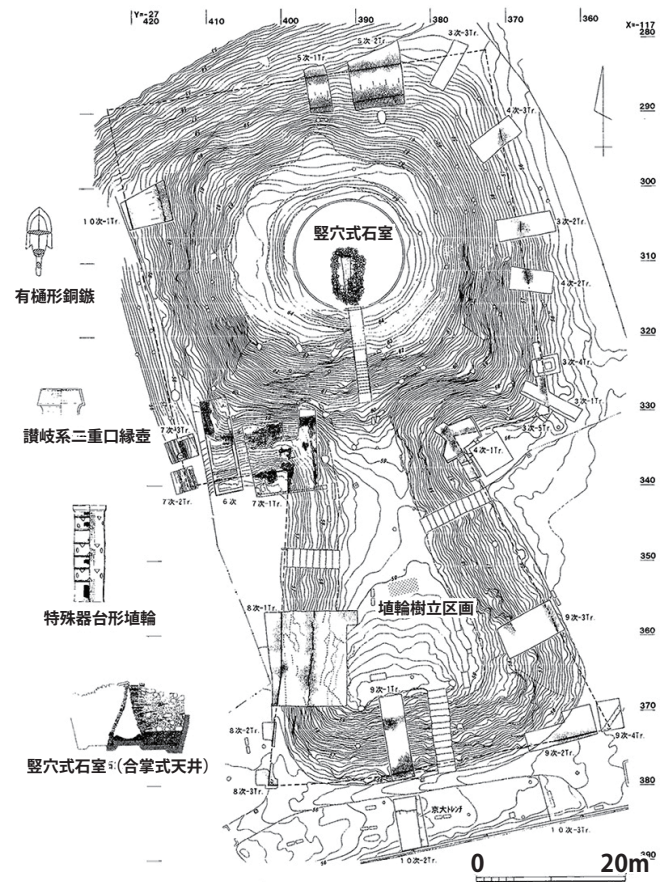 Y=-27
420
410
400
390
380
370
360
X=-117
280
290
300
310
320
330
340
350
360
370
380
390
5次-1Tr.
5次-2Tr.
3次-3Tr.
4次-3Tr.
10次-1Tr.
3次-2Tr.
4次-2Tr.
3次-4Tr.
3次-1Tr.
3次-5Tr.
4次-1Tr.
7次-3Tr.
7次-2Tr.
6次
7次-1Tr.
8次-1Tr.
9次-3Tr.
9次-1Tr.
8次-2Tr.
9次-4Tr.
9次-2Tr.
8次-3Tr.
京大トレンチ
10次-3Tr.
10次-2Tr.
竪穴式石室
有樋形銅鏃
讃岐系二重口縁壺
特殊器台形埴輪
埴輪樹立区画
竪穴式石室（合掌式天井）
0 20m